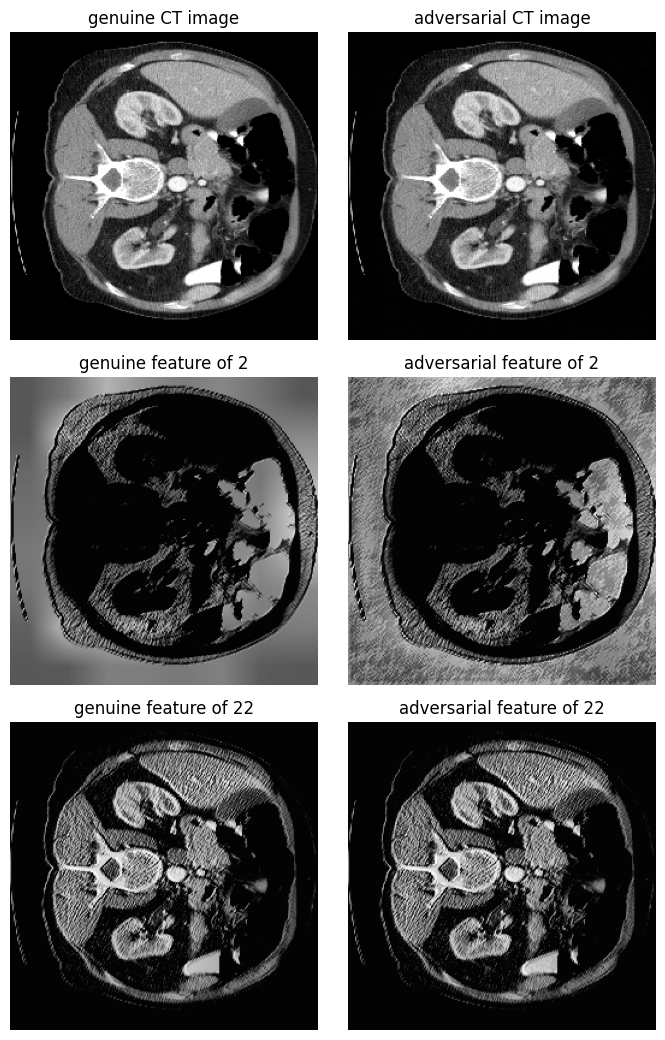 genuine CT image
adversarial CT image
genuine feature of 2
adversarial feature of 2
genuine feature of 22
adversarial feature of 22